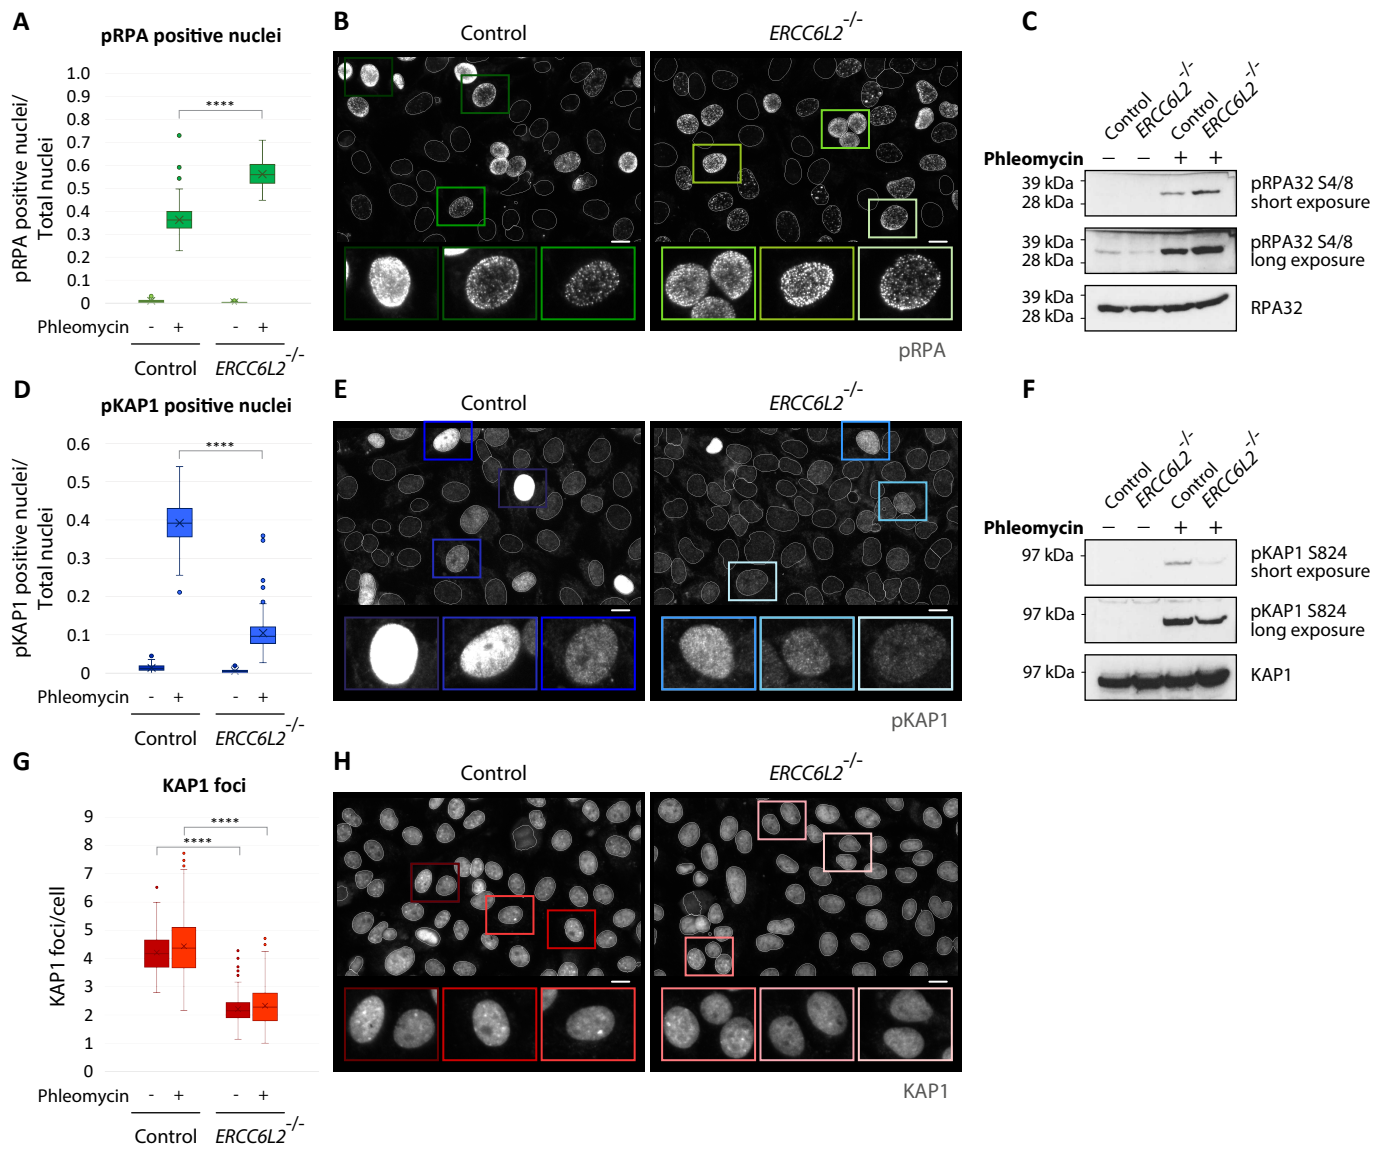 A
pRPA positive nuclei
pRPA positive nuclei/
Total nuclei
1.0
0.9
0.8
0.7
0.6
0.5
0.4
0.3
0.2
0.1
0
****
Phleomycin - + - +
Control ERCC6L2-/-
B
Control ERCC6L2-/-
pRPA
C
Control
ERCC6L2-/-
Control
ERCC6L2-/-
Phleomycin − − + +
39 kDa
28 kDa
pRPA32 S4/8
short exposure
39 kDa
28 kDa
pRPA32 S4/8
long exposure
39 kDa
28 kDa
RPA32
D
pKAP1 positive nuclei
pKAP1 positive nuclei/
Total nuclei
0.6
0.5
0.4
0.3
0.2
0.1
0
****
Phleomycin - + - +
Control ERCC6L2-/-
E
Control ERCC6L2-/-
pKAP1
F
Control
ERCC6L2-/-
Control
ERCC6L2-/-
Phleomycin − − + +
97 kDa
pKAP1 S824
short exposure
97 kDa
pKAP1 S824
long exposure
97 kDa
KAP1
G
KAP1 foci
KAP1 foci/cell
9
8
7
6
5
4
3
2
1
0
****
****
Phleomycin - + - +
Control ERCC6L2-/-
H
Control ERCC6L2-/-
KAP1